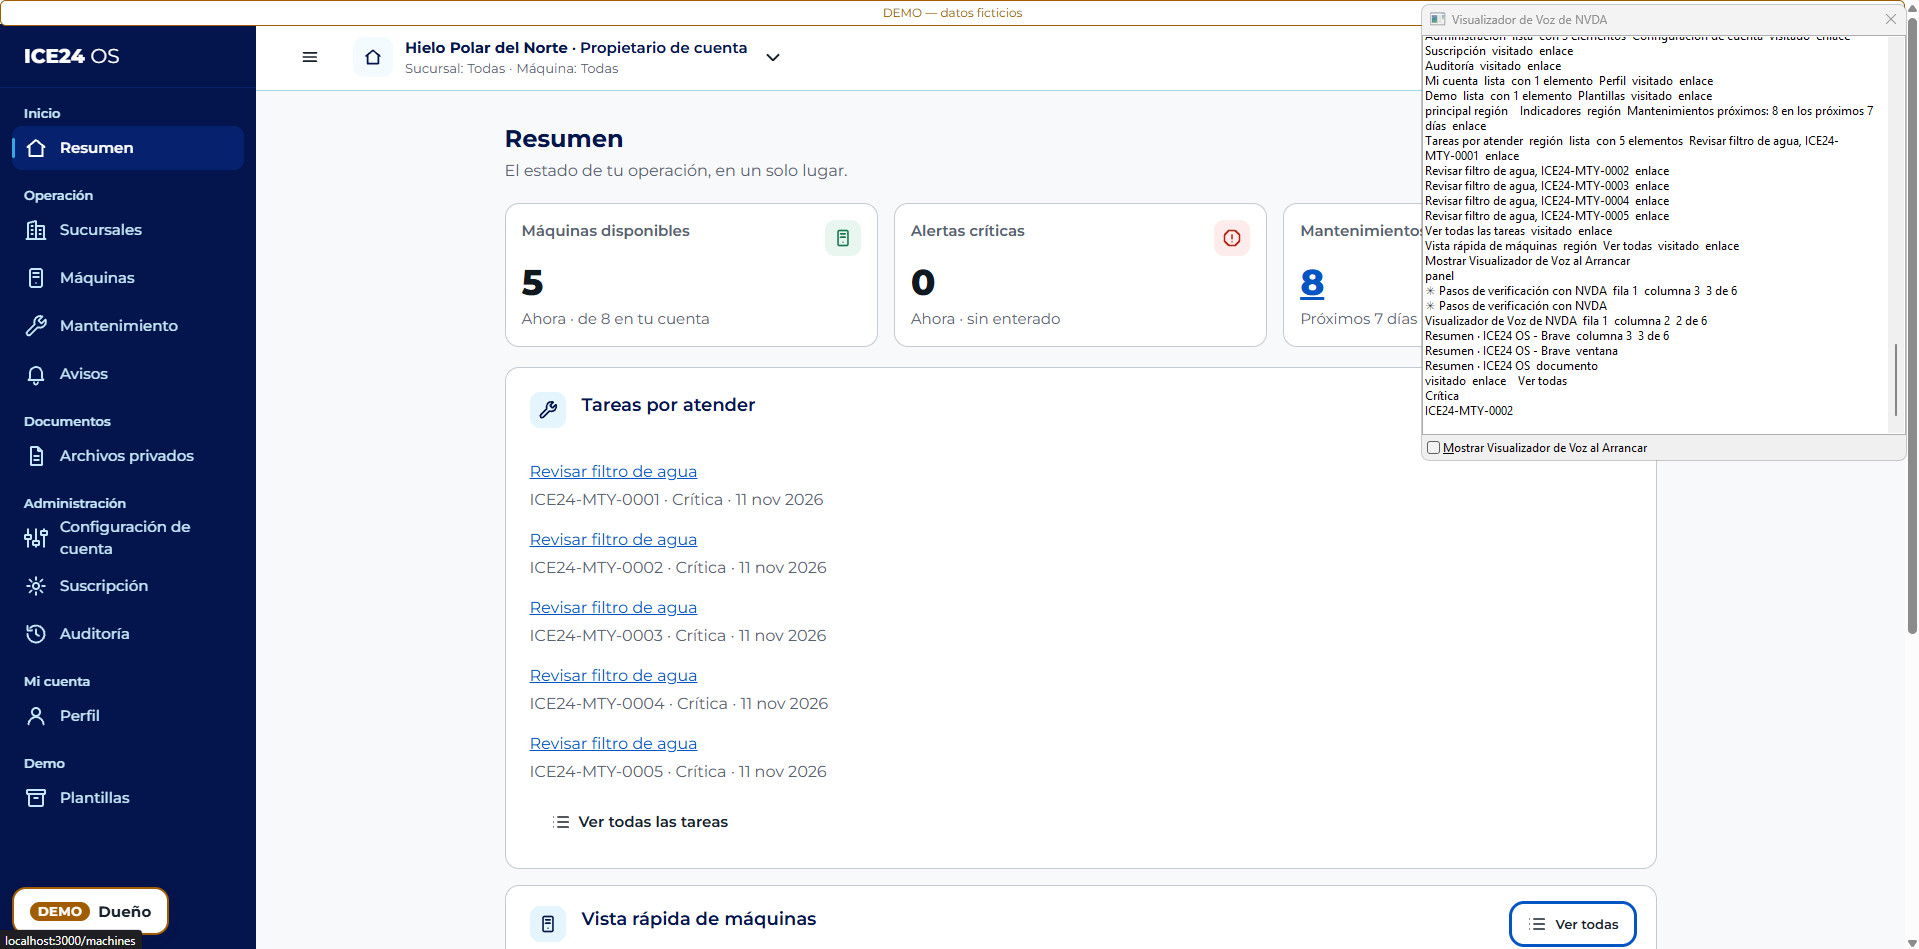 DEMO — datos ficticios
ICE24 OS
Inicio
Resumen
Operación
Sucursales
Máquinas
Mantenimiento
Avisos
Documentos
Archivos privados
Administración
Configuración de
cuenta
Suscripción
Auditoría
Mi cuenta
Perfil
Demo
Plantillas
DEMO Dueño
localhost:3000/machines
Hielo Polar del Norte · Propietario de cuenta
Sucursal: Todas · Máquina: Todas
Resumen
El estado de tu operación, en un solo lugar.
Máquinas disponibles
5
Ahora · de 8 en tu cuenta
Alertas críticas
0
Ahora · sin enterado
Mantenimientos
8
Próximos 7 días
Tareas por atender
Revisar filtro de agua
ICE24-MTY-0001 · Crítica · 11 nov 2026
Revisar filtro de agua
ICE24-MTY-0002 · Crítica · 11 nov 2026
Revisar filtro de agua
ICE24-MTY-0003 · Crítica · 11 nov 2026
Revisar filtro de agua
ICE24-MTY-0004 · Crítica · 11 nov 2026
Revisar filtro de agua
ICE24-MTY-0005 · Crítica · 11 nov 2026
Ver todas las tareas
Vista rápida de máquinas
Ver todas
Visualizador de Voz de NVDA
Administración lista con 3 elementos Configuración de cuenta visitado enlace
Suscripción visitado enlace
Auditoría visitado enlace
Mi cuenta lista con 1 elemento Perfil visitado enlace
Demo lista con 1 elemento Plantillas visitado enlace
principal región Indicadores región Mantenimientos próximos: 8 en los próximos 7
días enlace
Tareas por atender región lista con 5 elementos Revisar filtro de agua, ICE24-
MTY-0001 enlace
Revisar filtro de agua, ICE24-MTY-0002 enlace
Revisar filtro de agua, ICE24-MTY-0003 enlace
Revisar filtro de agua, ICE24-MTY-0004 enlace
Revisar filtro de agua, ICE24-MTY-0005 enlace
Ver todas las tareas visitado enlace
Vista rápida de máquinas región Ver todas visitado enlace
Mostrar Visualizador de Voz al Arrancar
panel
✳ Pasos de verificación con NVDA fila 1 columna 3 3 de 6
✳ Pasos de verificación con NVDA
Visualizador de Voz de NVDA fila 1 columna 2 2 de 6
Resumen · ICE24 OS - Brave columna 3 3 de 6
Resumen · ICE24 OS - Brave ventana
Resumen · ICE24 OS documento
visitado enlace Ver todas
Crítica
ICE24-MTY-0002
Mostrar Visualizador de Voz al Arrancar